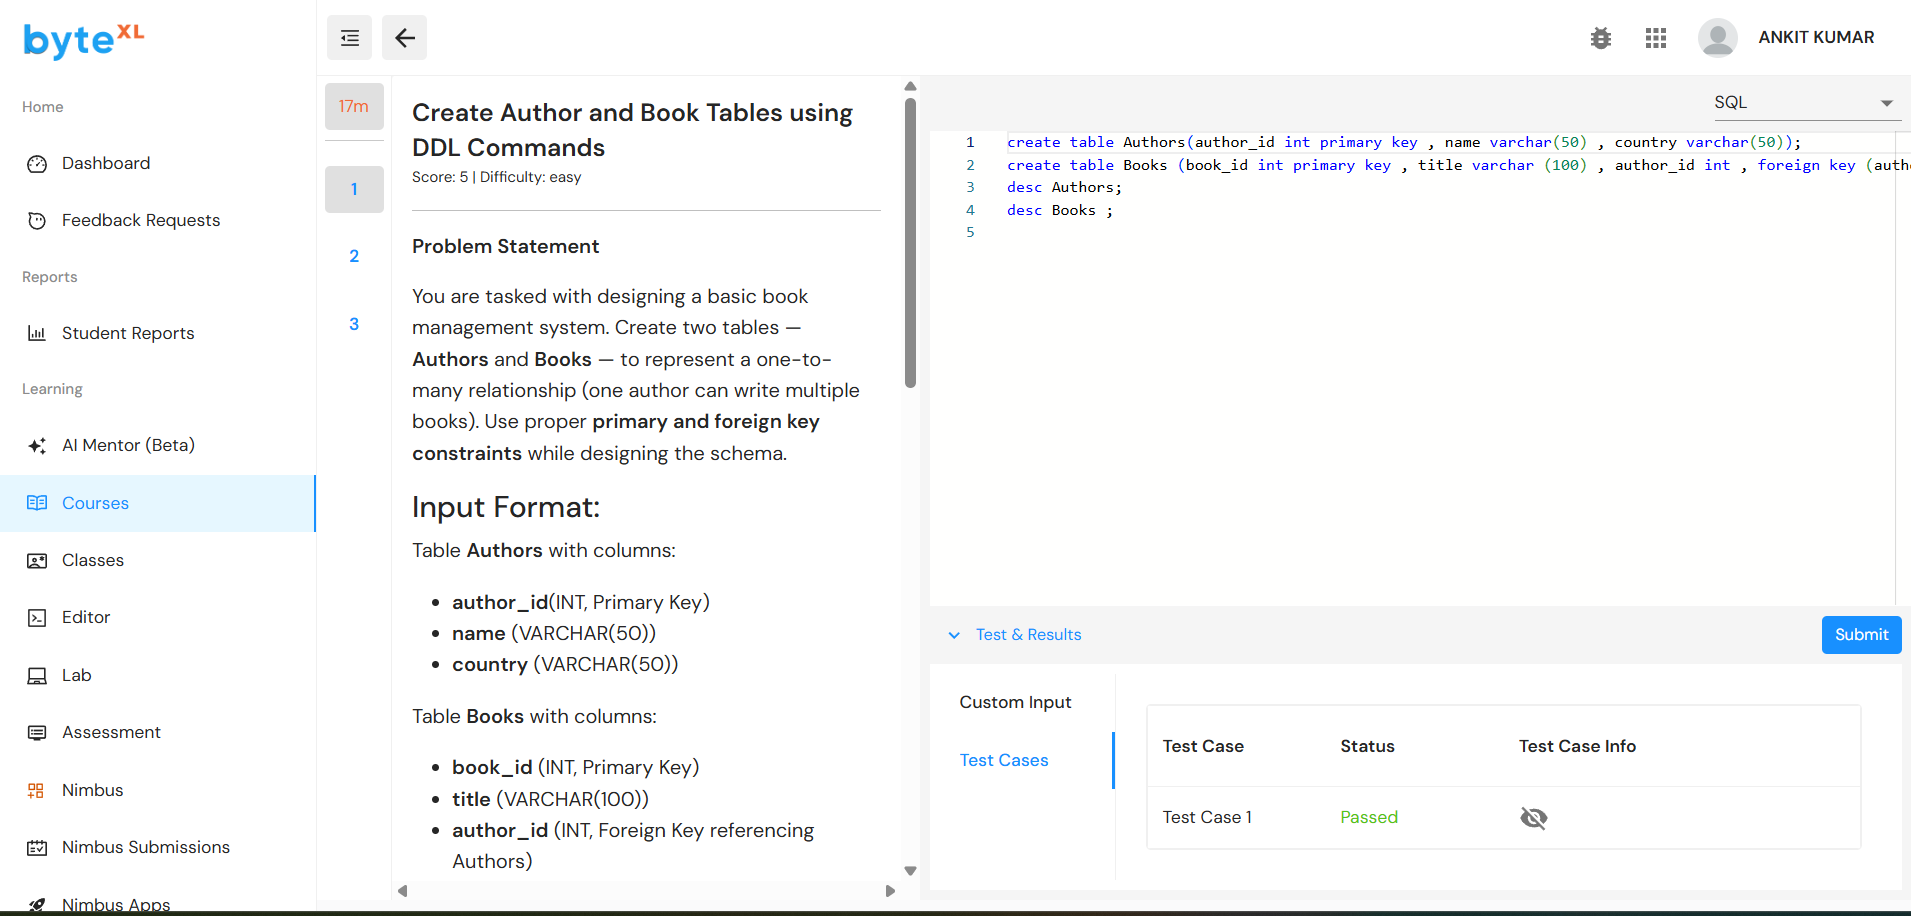 byteXL
ANKIT KUMAR
Home
Dashboard
Feedback Requests
Reports
Student Reports
Learning
AI Mentor (Beta)
Courses
Classes
Editor
Lab
Assessment
Nimbus
Nimbus Submissions
Nimbus Apps
17m
1
2
3
Create Author and Book Tables using
DDL Commands
Score: 5 | Difficulty: easy
Problem Statement
You are tasked with designing a basic book
management system. Create two tables —
Authors and Books — to represent a one-to-
many relationship (one author can write multiple
books). Use proper primary and foreign key
constraints while designing the schema.
Input Format:
Table Authors with columns:
• author_id(INT, Primary Key)
• name (VARCHAR(50))
• country (VARCHAR(50))
Table Books with columns:
• book_id (INT, Primary Key)
• title (VARCHAR(100))
• author_id (INT, Foreign Key referencing
Authors)
SQL
1 create table Authors(author_id int primary key , name varchar(50) , country varchar(50));
2 create table Books (book_id int primary key , title varchar (100) , author_id int , foreign key (auth
3 desc Authors;
4 desc Books ;
5
Test & Results
Submit
Custom Input
Test Cases
Test Case Status Test Case Info
Test Case 1 Passed